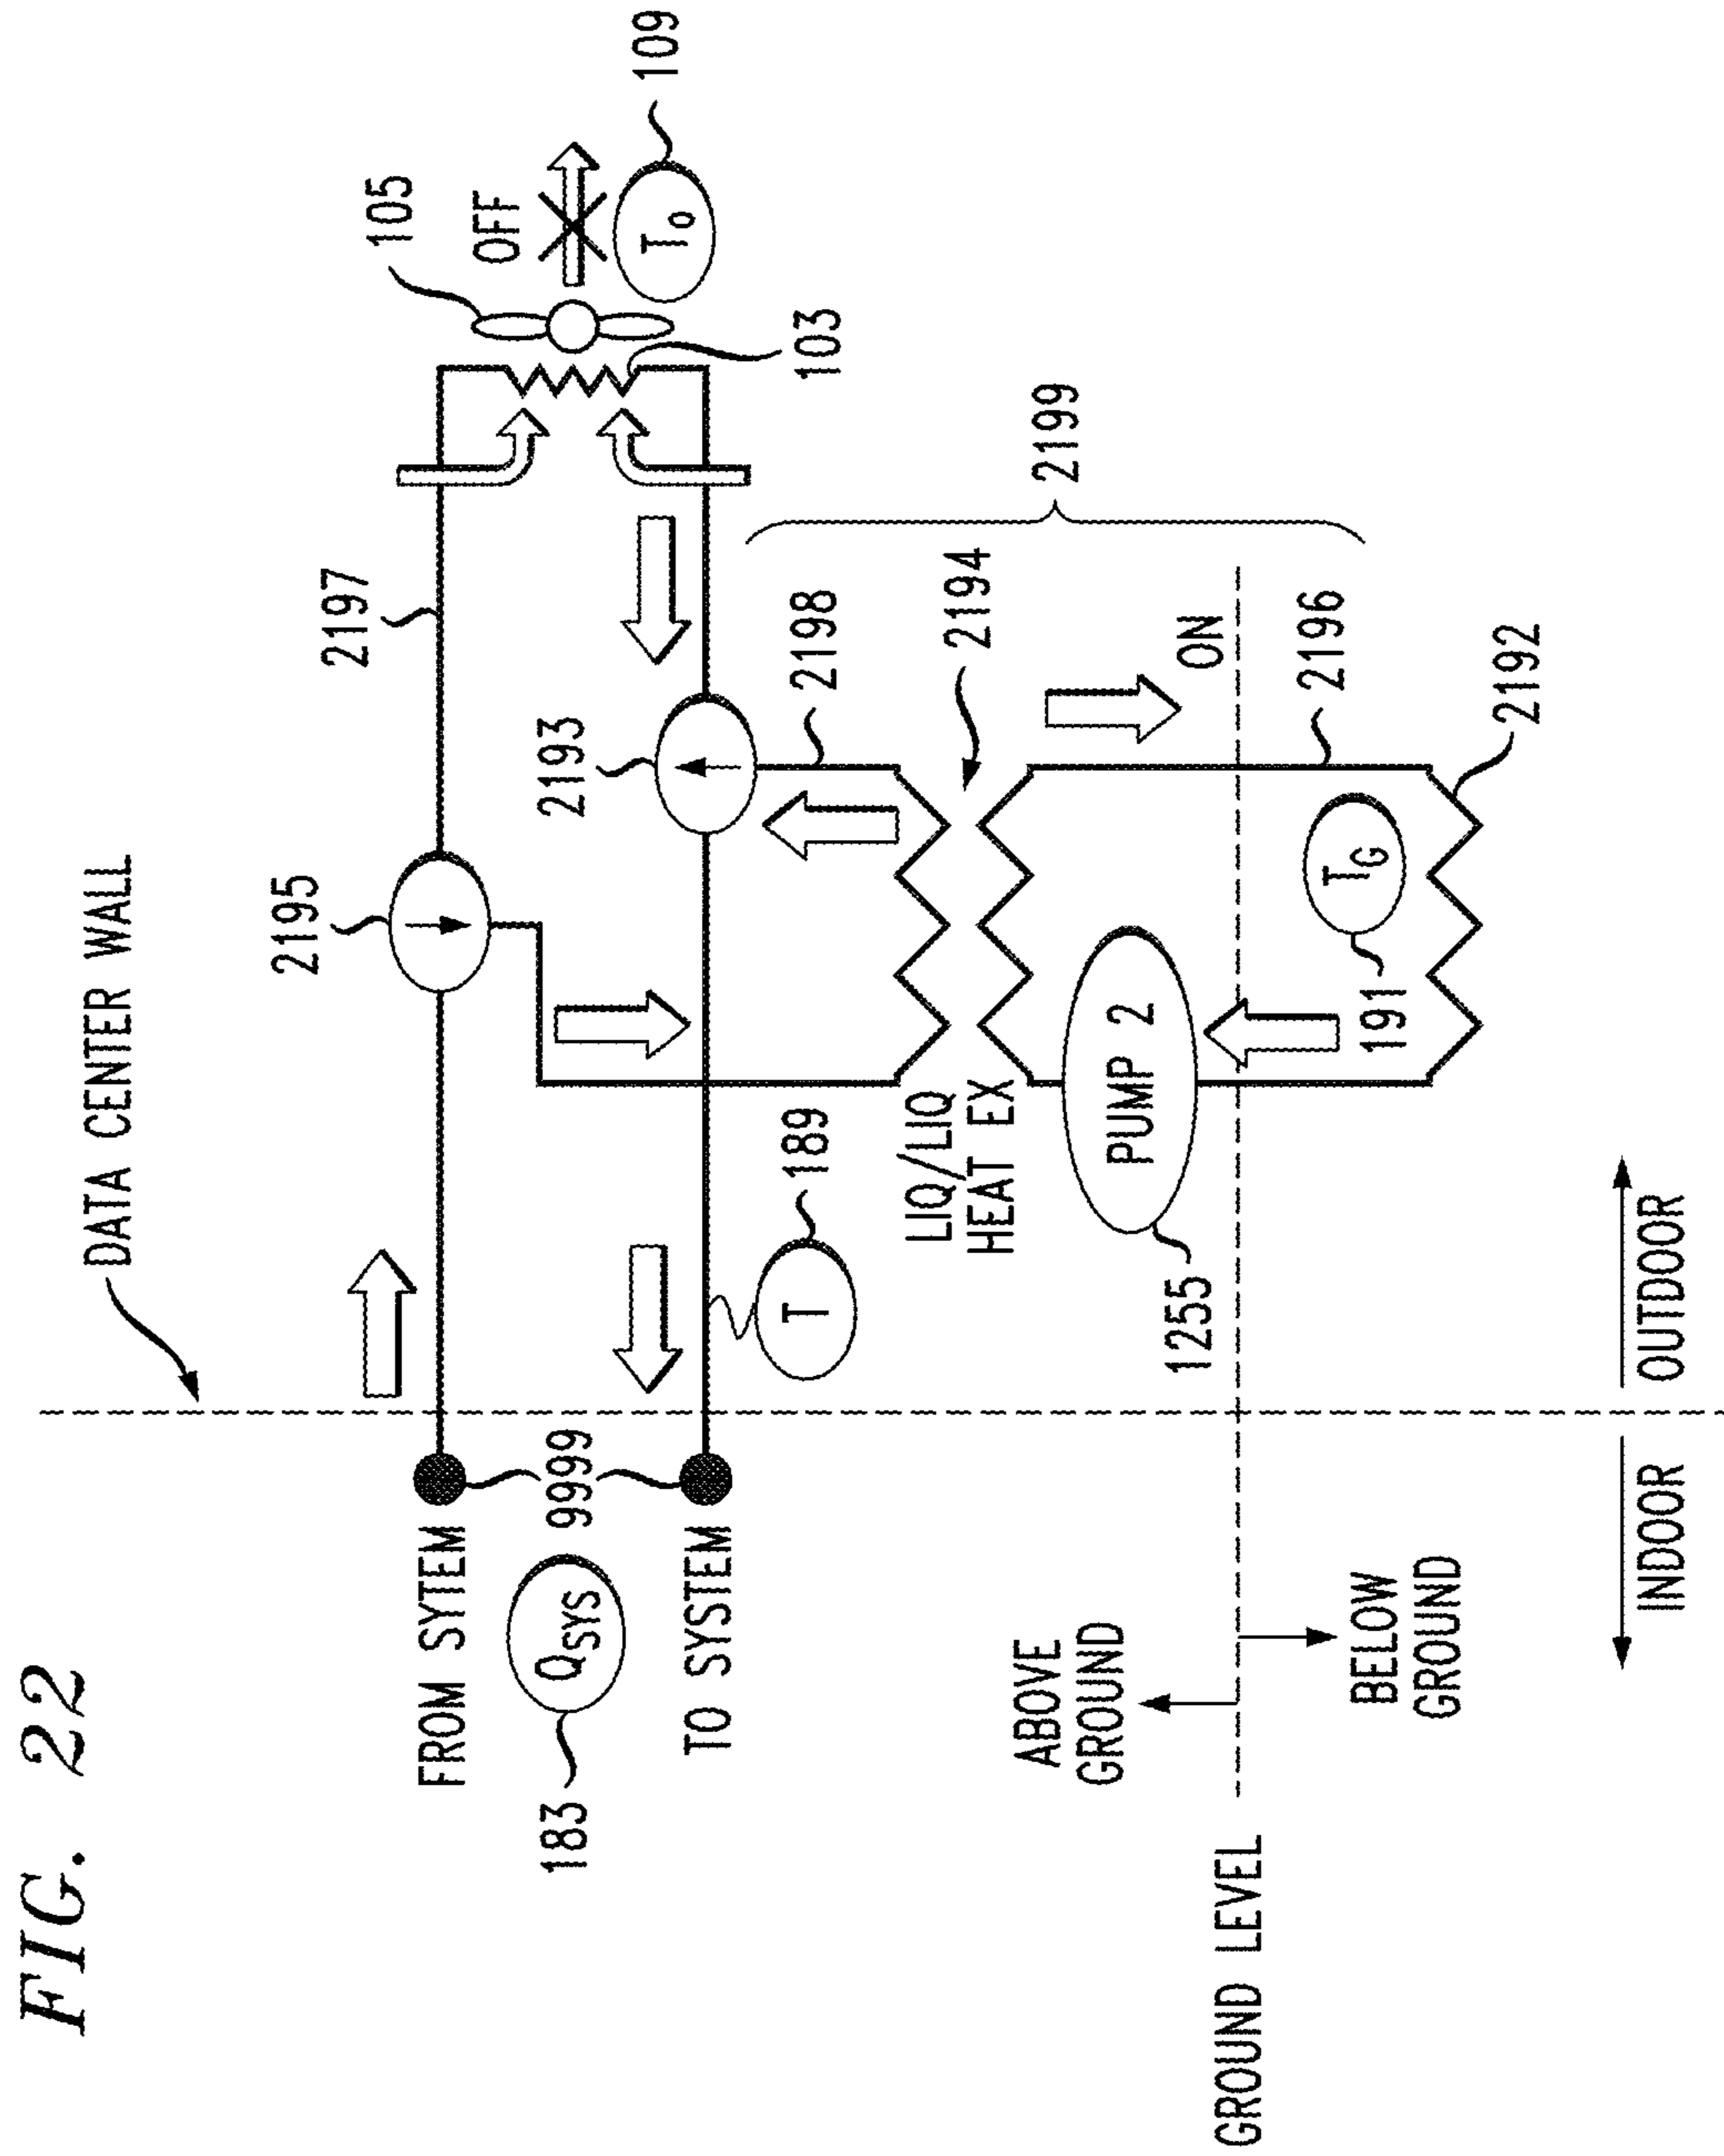 FIG. 22
DATA CENTER WALL
FROM SYTEM
183
QSYS
9999
TO SYSTEM
2195
2197
105
OFF
TO
109
103
2193
T
189
2198
2194
2199
LIQ/LIQ
HEAT EX
PUMP 2
1255
ON
ABOVE
GROUND
GROUND LEVEL
BELOW
GROUND
191
TG
2196
2192
INDOOR
OUTDOOR